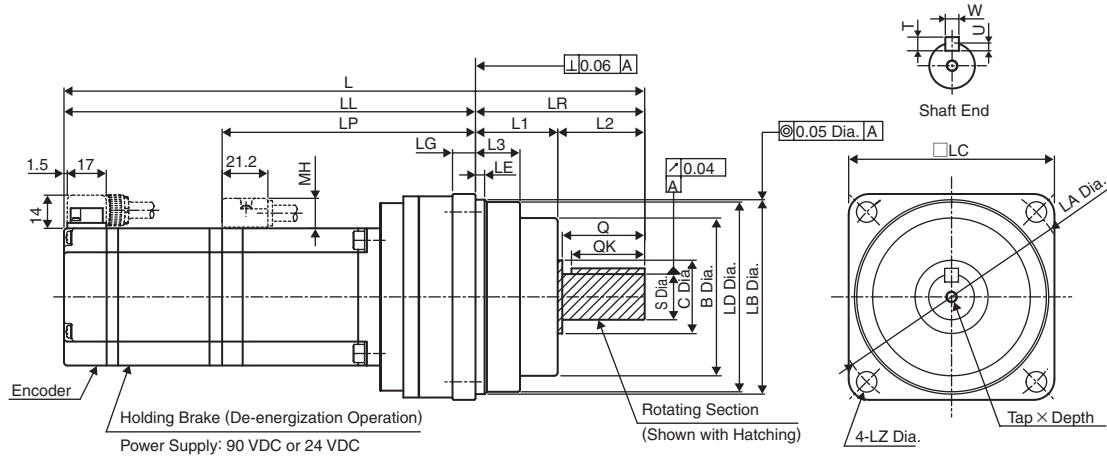 T
W
U
Shaft End
⊥ 0.06 A
L
LL
LR
LP
L1
L2
LG
L3
LE
1.5
17
21.2
MH
14
↗ 0.04
A
◎ 0.05 Dia. A
□LC
LA Dia.
Q
QK
S Dia.
C Dia.
B Dia.
LD Dia.
LB Dia.
Encoder
Holding Brake (De-energization Operation)
Power Supply: 90 VDC or 24 VDC
Rotating Section
(Shown with Hatching)
4-LZ Dia.
Tap × Depth